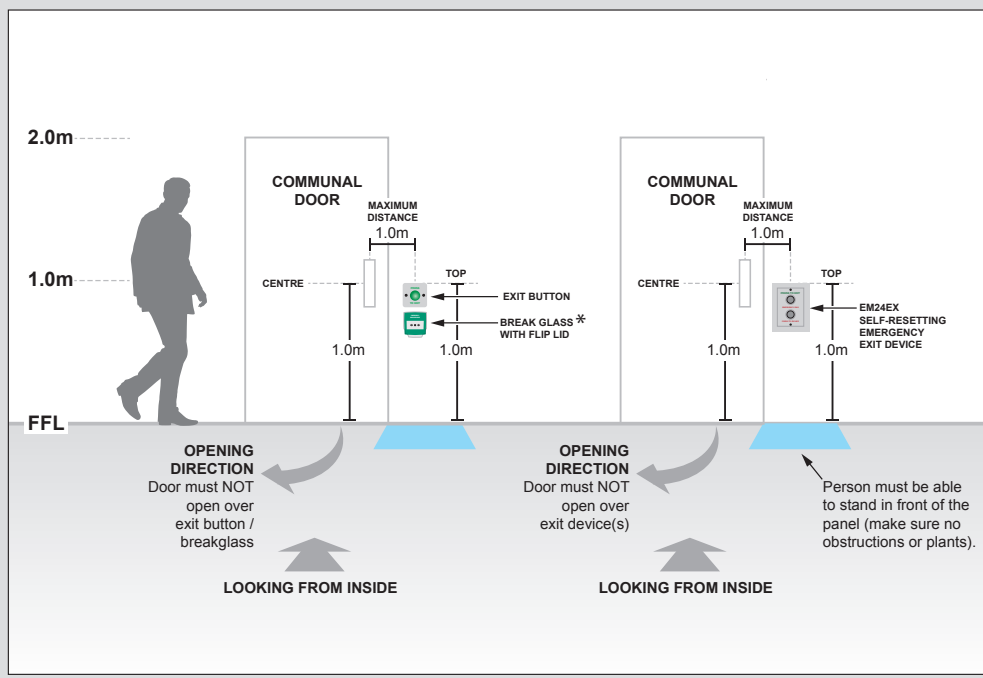 2.0m
COMMUNAL
DOOR
MAXIMUM
DISTANCE
1.0m
1.0m
CENTRE
TOP
EXIT BUTTON
BREAK GLASS *
WITH FLIP LID
1.0m
1.0m
FFL
OPENING
DIRECTION
Door must NOT
open over
exit button /
breakglass
LOOKING FROM INSIDE
COMMUNAL
DOOR
MAXIMUM
DISTANCE
1.0m
CENTRE
TOP
EM24EX
SELF-RESETTING
EMERGENCY
EXIT DEVICE
1.0m
1.0m
OPENING
DIRECTION
Door must NOT
open over
exit device(s)
Person must be able
to stand in front of the
panel (make sure no
obstructions or plants).
LOOKING FROM INSIDE